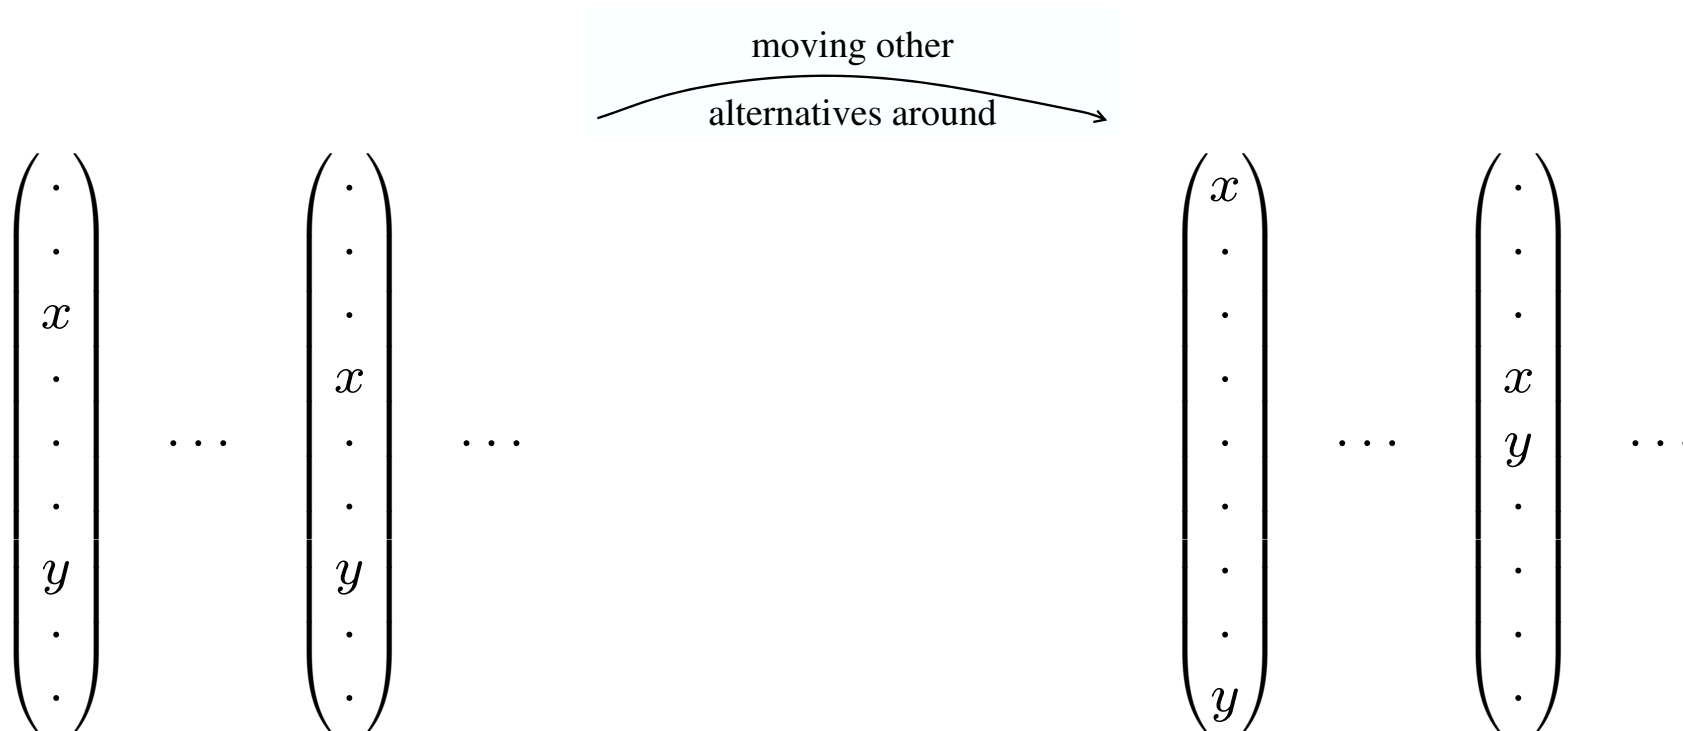 moving other
alternatives around
· · x ·
· · · ·
x · · ·
· x · x
· ··· · ··· · ··· y ···
· · · ·
y y · ·
· · · ·
· · y ·